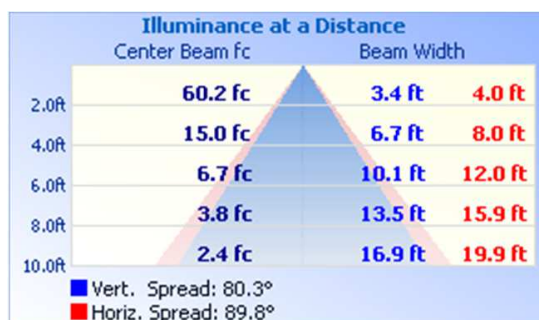 Illuminance at a Distance
Center Beam fc Beam Width
60.2 fc 3.4 ft 4.0 ft
2.0ft
15.0 fc 6.7 ft 8.0 ft
4.0ft
6.7 fc 10.1 ft 12.0 ft
6.0ft
3.8 fc 13.5 ft 15.9 ft
8.0ft
2.4 fc 16.9 ft 19.9 ft
10.0ft
Vert. Spread: 80.3°
Horiz. Spread: 89.8°